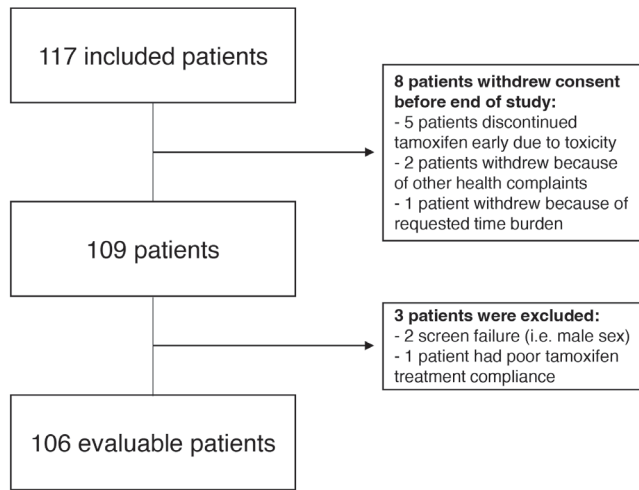 117 included patients
8 patients withdrew consent
before end of study:
- 5 patients discontinued
tamoxifen early due to toxicity
- 2 patients withdrew because
of other health complaints
- 1 patient withdrew because of
requested time burden
109 patients
3 patients were excluded:
- 2 screen failure (i.e. male sex)
- 1 patient had poor tamoxifen
treatment compliance
106 evaluable patients